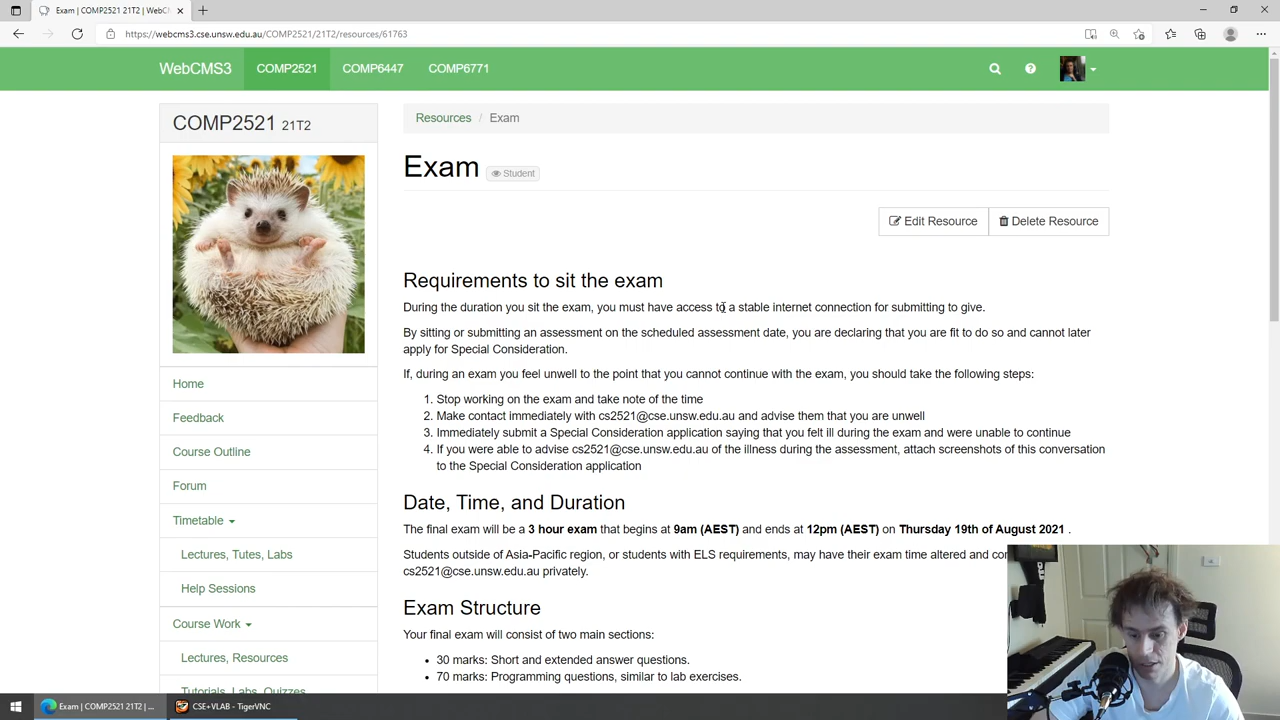 Exam | COMP2521 21T2 | WebC
https://webcms3.cse.unsw.edu.au/COMP2521/21T2/resources/61763
WebCMS3 COMP2521 COMP6447 COMP6771
COMP2521 21T2
Home
Feedback
Course Outline
Forum
Timetable
Lectures, Tutes, Labs
Help Sessions
Course Work
Lectures, Resources
Tutorials, Labs, Quizzes
Resources / Exam
Exam Student
Edit Resource Delete Resource
Requirements to sit the exam
During the duration you sit the exam, you must have access to a stable internet connection for submitting to give.
By sitting or submitting an assessment on the scheduled assessment date, you are declaring that you are fit to do so and cannot later
apply for Special Consideration.
If, during an exam you feel unwell to the point that you cannot continue with the exam, you should take the following steps:
1. Stop working on the exam and take note of the time
2. Make contact immediately with cs2521@cse.unsw.edu.au and advise them that you are unwell
3. Immediately submit a Special Consideration application saying that you felt ill during the exam and were unable to continue
4. If you were able to advise cs2521@cse.unsw.edu.au of the illness during the assessment, attach screenshots of this conversation
to the Special Consideration application
Date, Time, and Duration
The final exam will be a 3 hour exam that begins at 9am (AEST) and ends at 12pm (AEST) on Thursday 19th of August 2021 .
Students outside of Asia-Pacific region, or students with ELS requirements, may have their exam time altered and
cs2521@cse.unsw.edu.au privately.
Exam Structure
Your final exam will consist of two main sections:
• 30 marks: Short and extended answer questions.
• 70 marks: Programming questions, similar to lab exercises.
Exam | COMP2521 21T2 | ...
CSE+VLAB - TigerVNC